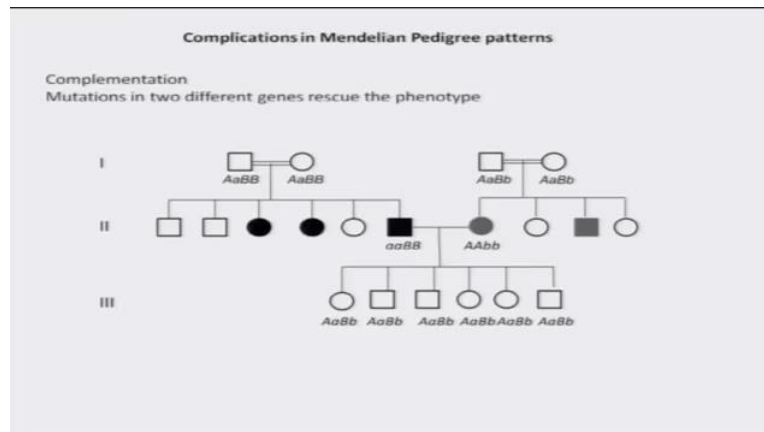 Complications in Mendelian Pedigree patterns
Complementation
Mutations in two different genes rescue the phenotype
I
AaBB AaBB AaBb AaBb
II
aaBB AAbb
III
AaBb AaBb AaBb AaBb AaBb AaBb